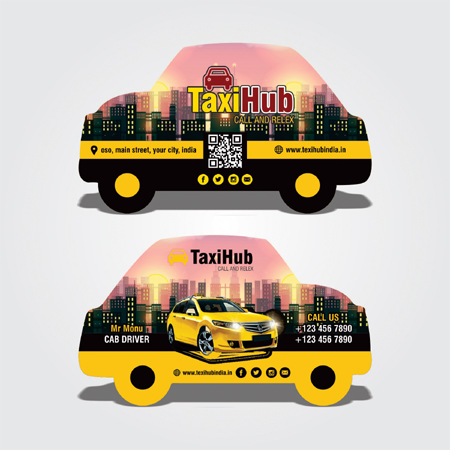 TaxiHub
CALL AND RELEX
oso, main street, your city, india
www.texihubindia.in
TaxiHub
CALL AND RELEX
Mr Monu
CAB DRIVER
CALL US
+123 456 7890
+123 456 7890
www.texihubindia.in